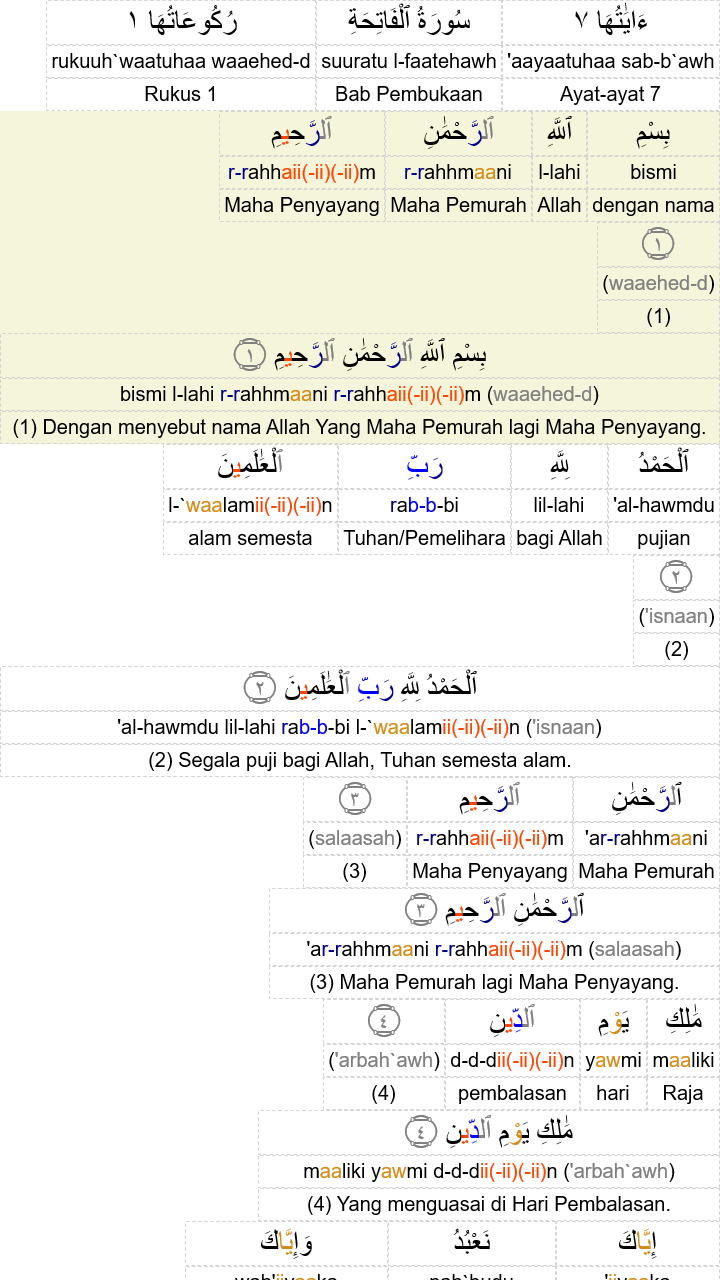 ءَايَٰتُهَا ٧ سُورَةُ ٱلْفَاتِحَةِ رُكُوعَاتُهَا ١
'aayaatuhaa sab-b`awh suuratu l-faatehawh rukuuh`waatuhaa waaehed-d
Ayat-ayat 7 Bab Pembukaan Rukus 1
بِسْمِ ٱللَّهِ ٱلرَّحْمَٰنِ ٱلرَّحِيمِ
bismi l-lahi r-rahhmaani r-rahhaii(-ii)(-ii)m
dengan nama Allah Maha Pemurah Maha Penyayang
١
(waaehed-d)
(1)
بِسْمِ ٱللَّهِ ٱلرَّحْمَٰنِ ٱلرَّحِيمِ ١
bismi l-lahi r-rahhmaani r-rahhaii(-ii)(-ii)m (waaehed-d)
(1) Dengan menyebut nama Allah Yang Maha Pemurah lagi Maha Penyayang.
ٱلْحَمْدُ لِلَّهِ رَبِّ ٱلْعَٰلَمِينَ
'al-hawmdu lil-lahi rab-b-bi l-`waalamii(-ii)(-ii)n
pujian bagi Allah Tuhan/Pemelihara alam semesta
٢
('isnaan)
(2)
ٱلْحَمْدُ لِلَّهِ رَبِّ ٱلْعَٰلَمِينَ ٢
'al-hawmdu lil-lahi rab-b-bi l-`waalamii(-ii)(-ii)n ('isnaan)
(2) Segala puji bagi Allah, Tuhan semesta alam.
ٱلرَّحْمَٰنِ ٱلرَّحِيمِ ٣
'ar-rahhmaani r-rahhaii(-ii)(-ii)m (salaasah)
Maha Pemurah Maha Penyayang (3)
ٱلرَّحْمَٰنِ ٱلرَّحِيمِ ٣
'ar-rahhmaani r-rahhaii(-ii)(-ii)m (salaasah)
(3) Maha Pemurah lagi Maha Penyayang.
مَٰلِكِ يَوْمِ ٱلدِّينِ ٤
maaliki yawmi d-d-dii(-ii)(-ii)n ('arbah`awh)
Raja hari pembalasan (4)
مَٰلِكِ يَوْمِ ٱلدِّينِ ٤
maaliki yawmi d-d-dii(-ii)(-ii)n ('arbah`awh)
(4) Yang menguasai di Hari Pembalasan.
إِيَّاكَ نَعْبُدُ وَإِيَّاكَ